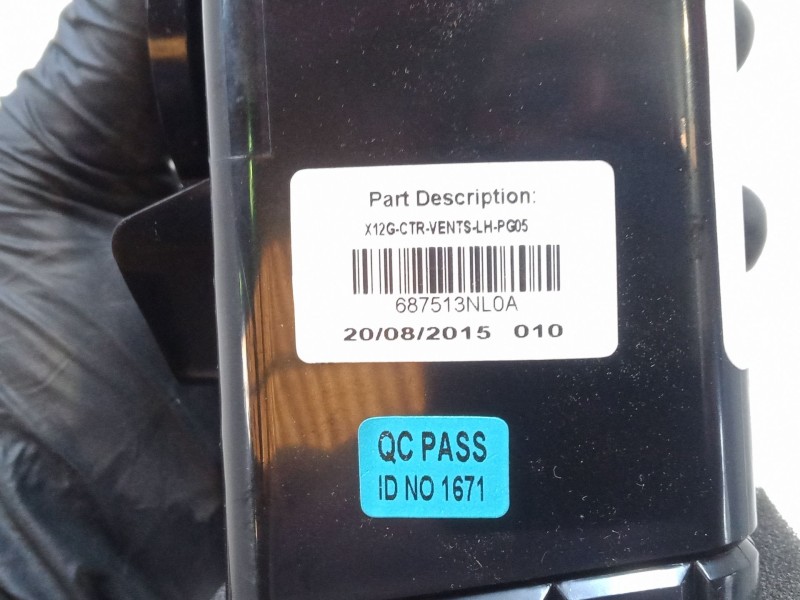 Part Description:
X12G-CTR-VENTS-LH-PG05
687513NL0A
20/08/2015 010
QC PASS
ID NO 1671